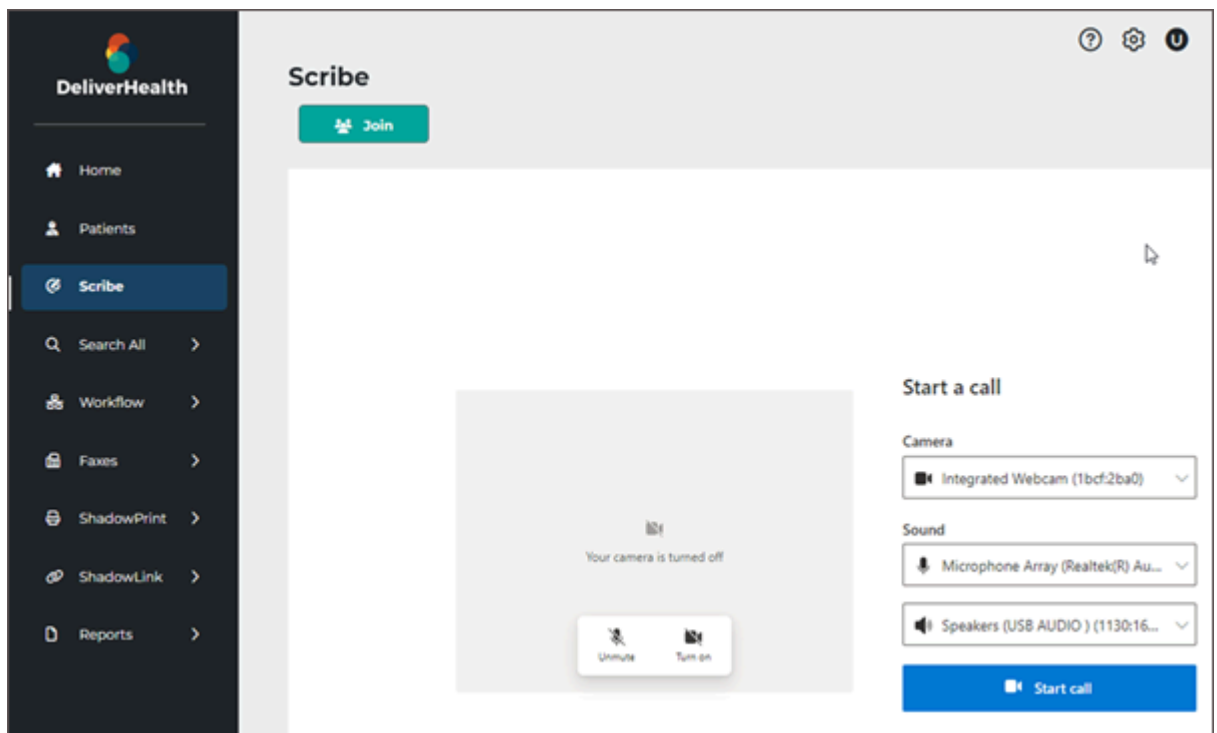 DeliverHealth
Home
Patients
Scribe
Search All
Workflow
Faxes
ShadowPrint
ShadowLink
Reports
U
Scribe
Join
Your camera is turned off
Unmute Turn on
Start a call
Camera
Integrated Webcam (1bcf:2ba0)
Sound
Microphone Array (Realtek(R) Au...
Speakers (USB AUDIO ) (1130:16...
Start call